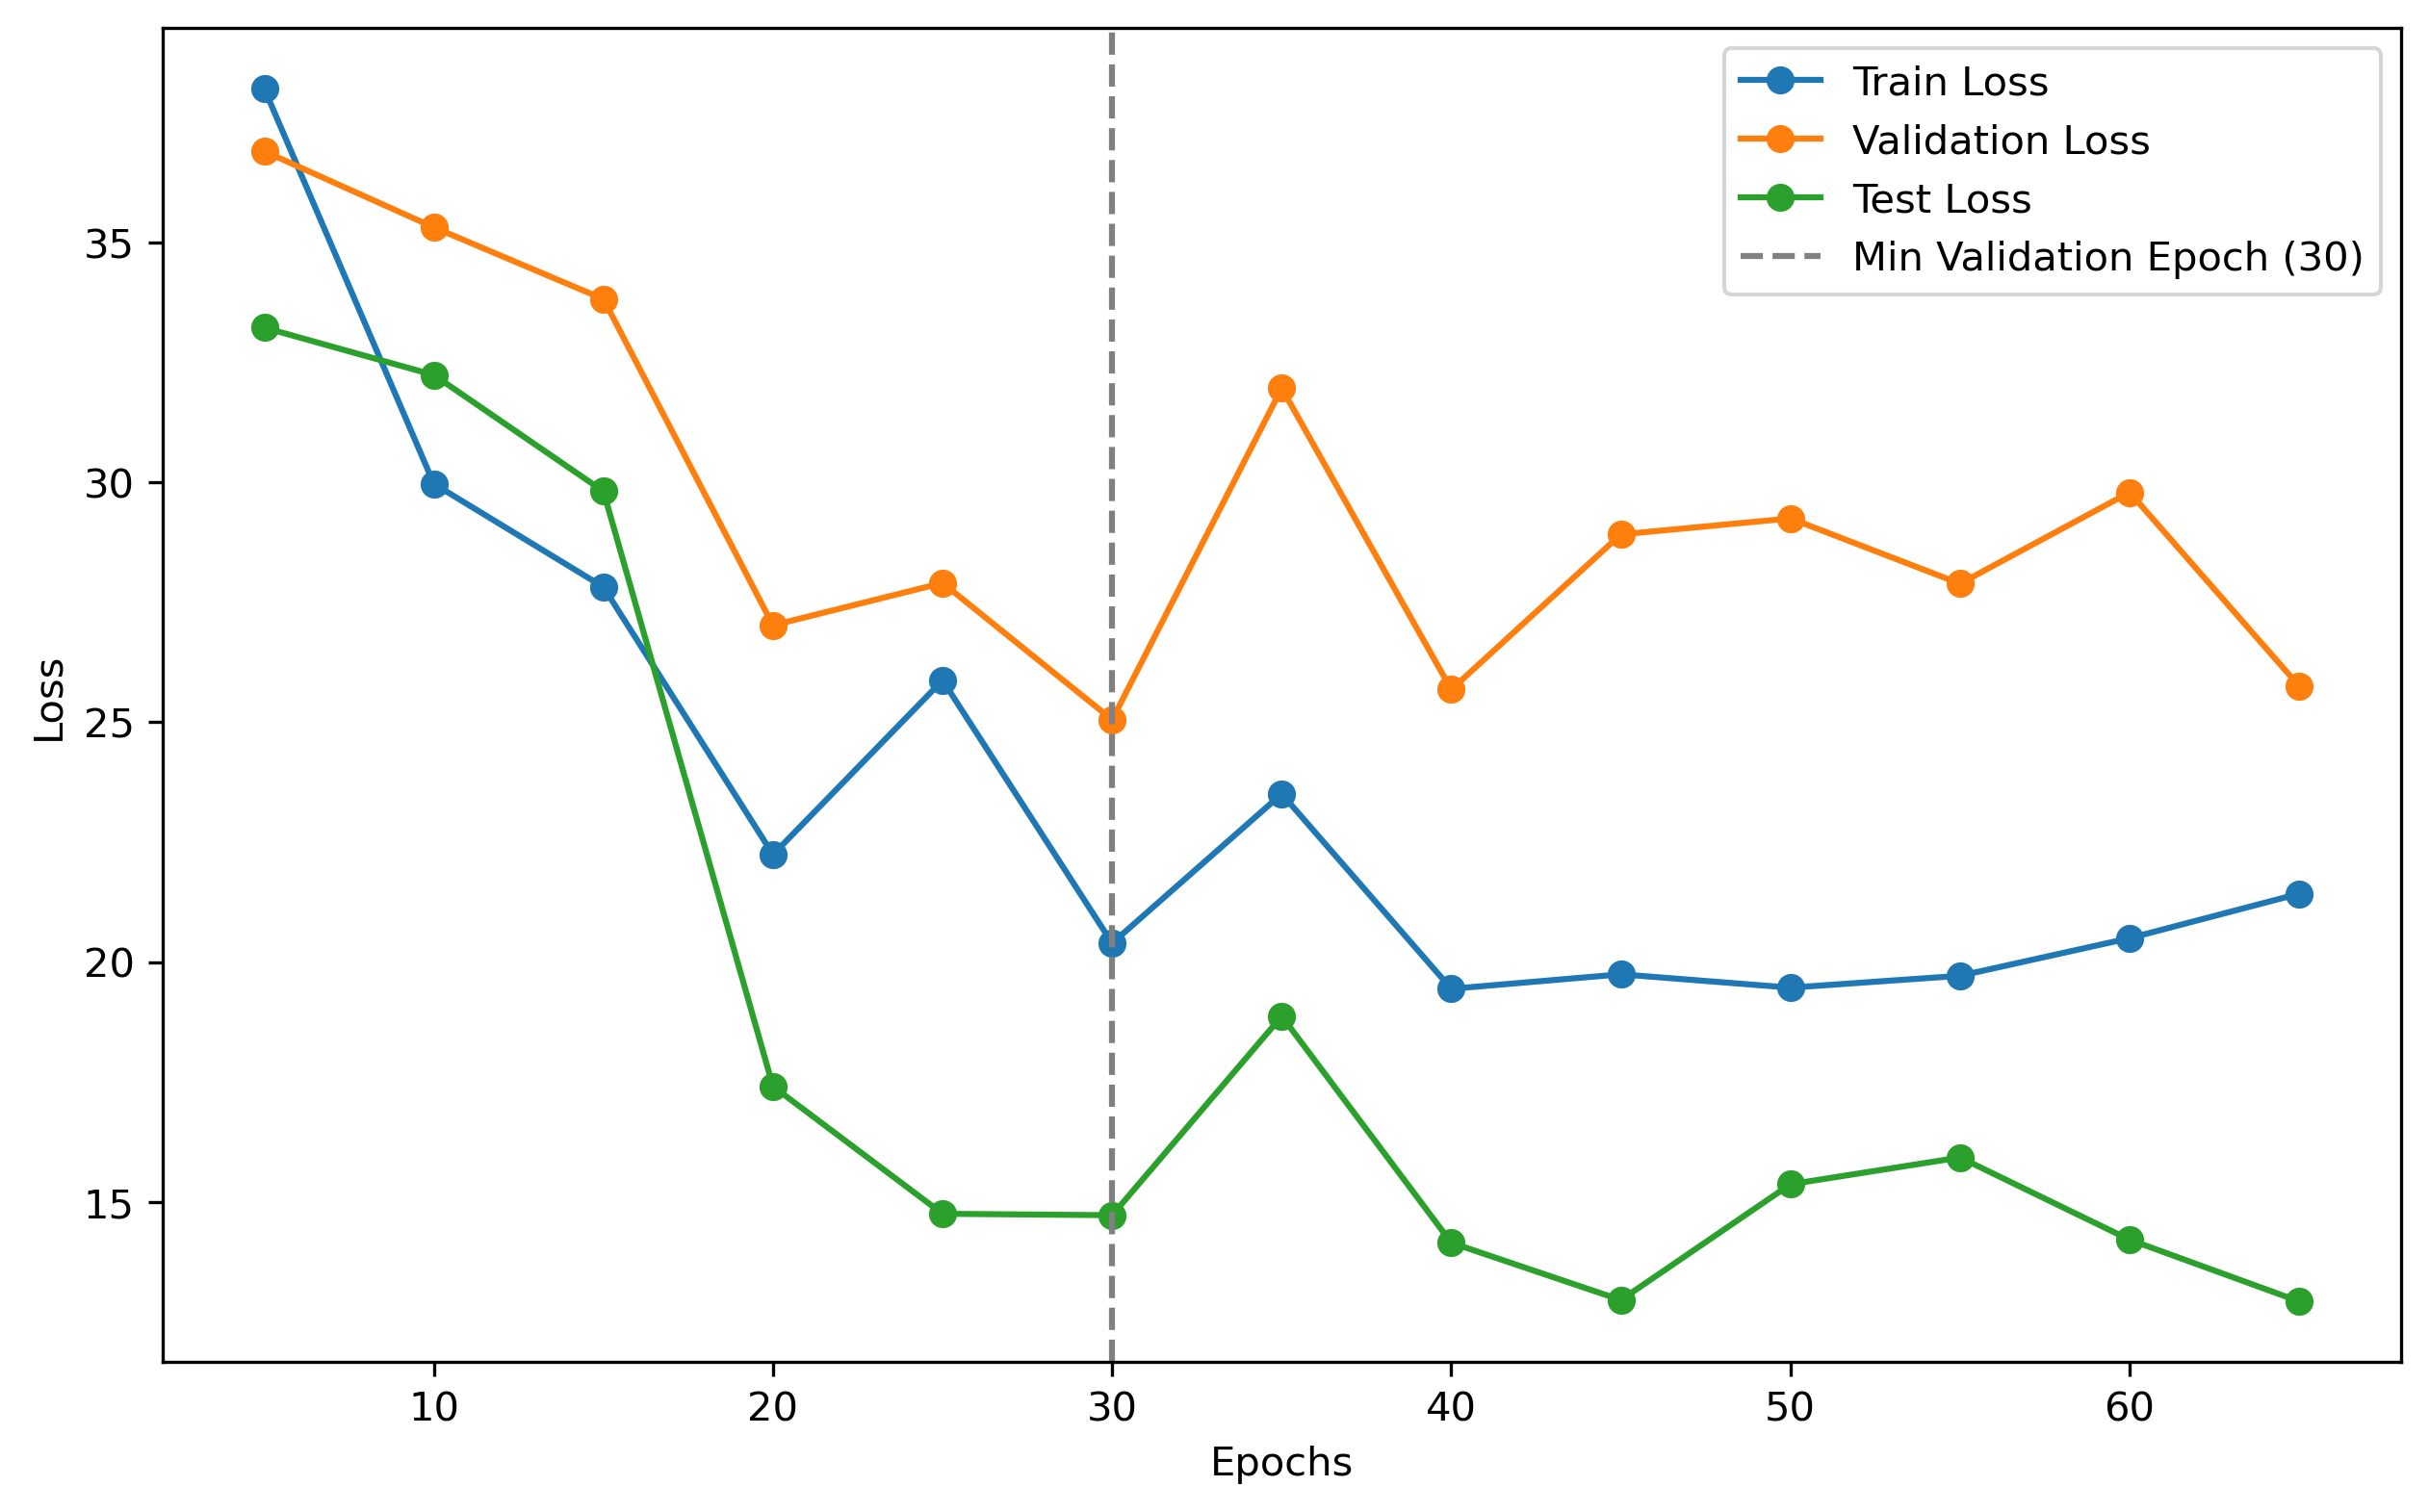 Train Loss
Validation Loss
Test Loss
Min Validation Epoch (30)
35
30
25
20
15
Loss
10 20 30 40 50 60
Epochs